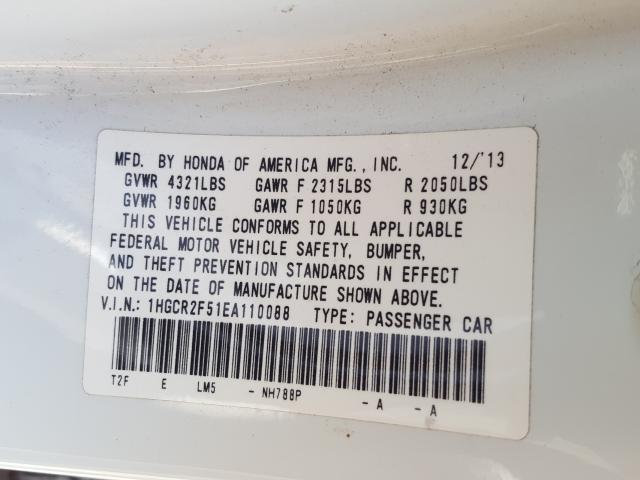 MFD. BY HONDA OF AMERICA MFG., INC. 12/'13
GVWR 4321LBS GAWR F 2315LBS R 2050LBS
GVWR 1960KG GAWR F 1050KG R 930KG
THIS VEHICLE CONFORMS TO ALL APPLICABLE
FEDERAL MOTOR VEHICLE SAFETY, BUMPER,
AND THEFT PREVENTION STANDARDS IN EFFECT
ON THE DATE OF MANUFACTURE SHOWN ABOVE.
V.I.N.: 1HGCR2F51EA110088 TYPE: PASSENGER CAR
T2F E LM5 - NH788P - A - A